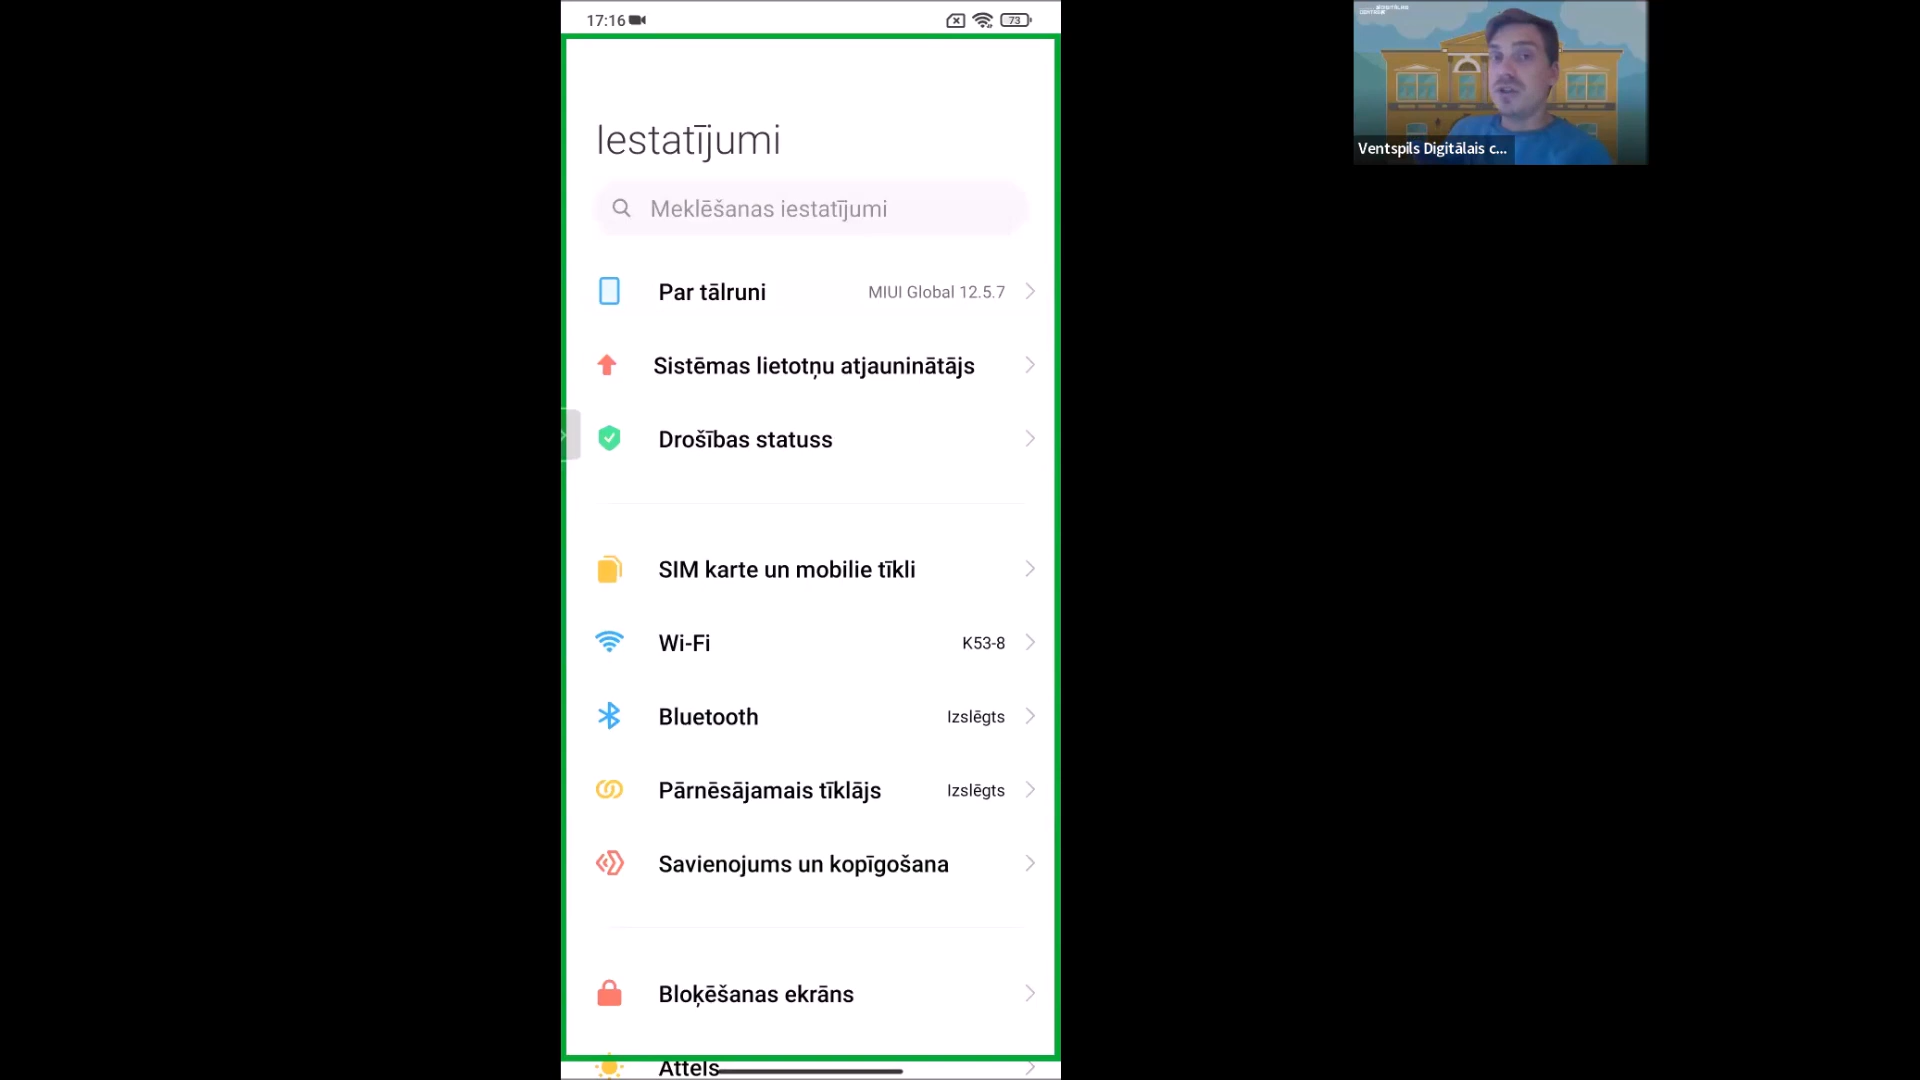 17:16
73
Iestatījumi
Meklēšanas iestatījumi
Par tālruni MIUI Global 12.5.7
Sistēmas lietotņu atjauninātājs
Drošības statuss
SIM karte un mobilie tīkli
Wi-Fi K53-8
Bluetooth Izslēgts
Pārnēsājamais tīklājs Izslēgts
Savienojums un kopīgošana
Bloķēšanas ekrāns
Attēls
Ventspils Digitālais c...